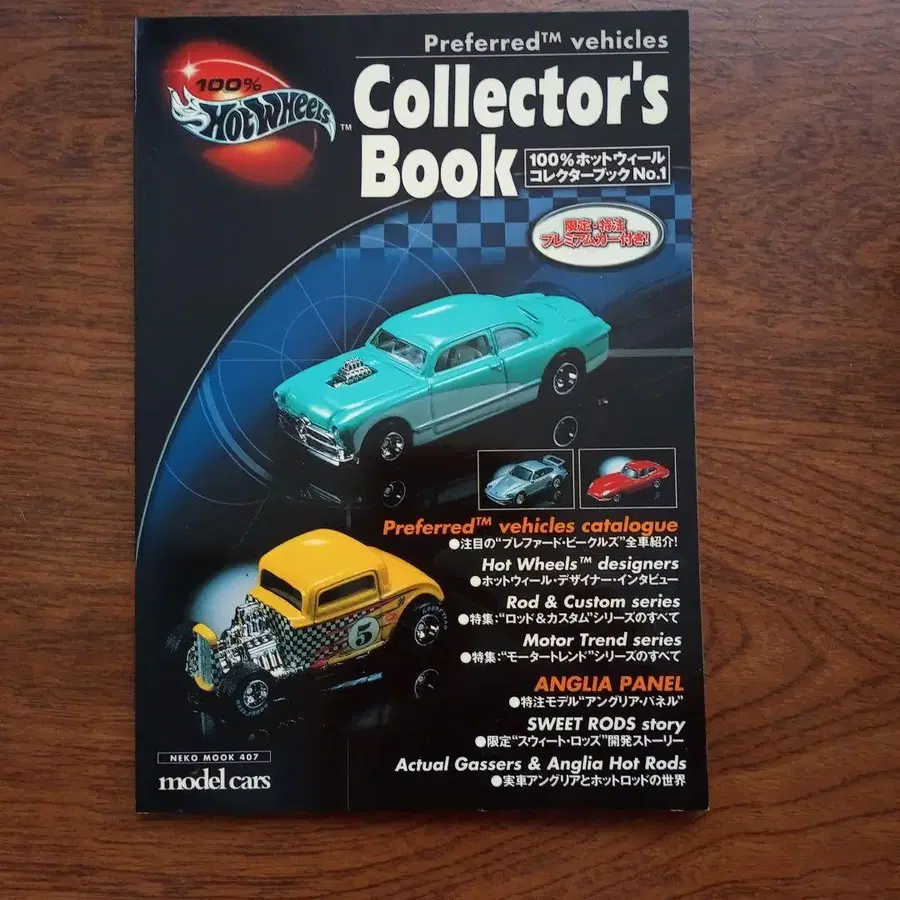 Preferred™ vehicles
100%
HOT WHEELS™
Collector's
Book
100%ホットウィール
コレクターブック No.1
限定・特注
プレミアムカー付き!
Preferred™ vehicles catalogue
●注目の“プレファード・ビークルズ”全車紹介!
Hot Wheels™ designers
●ホットウィール・デザイナー・インタビュー
Rod & Custom series
●特集:“ロッド&カスタム”シリーズのすべて
Motor Trend series
●特集:“モータートレンド”シリーズのすべて
ANGLIA PANEL
●特注モデル“アングリア・パネル”
SWEET RODS story
●限定“スウィート・ロッズ”開発ストーリー
Actual Gassers & Anglia Hot Rods
●実車アングリアとホットロッドの世界
5
GOODYEAR
NEKO MOOK 407
model cars